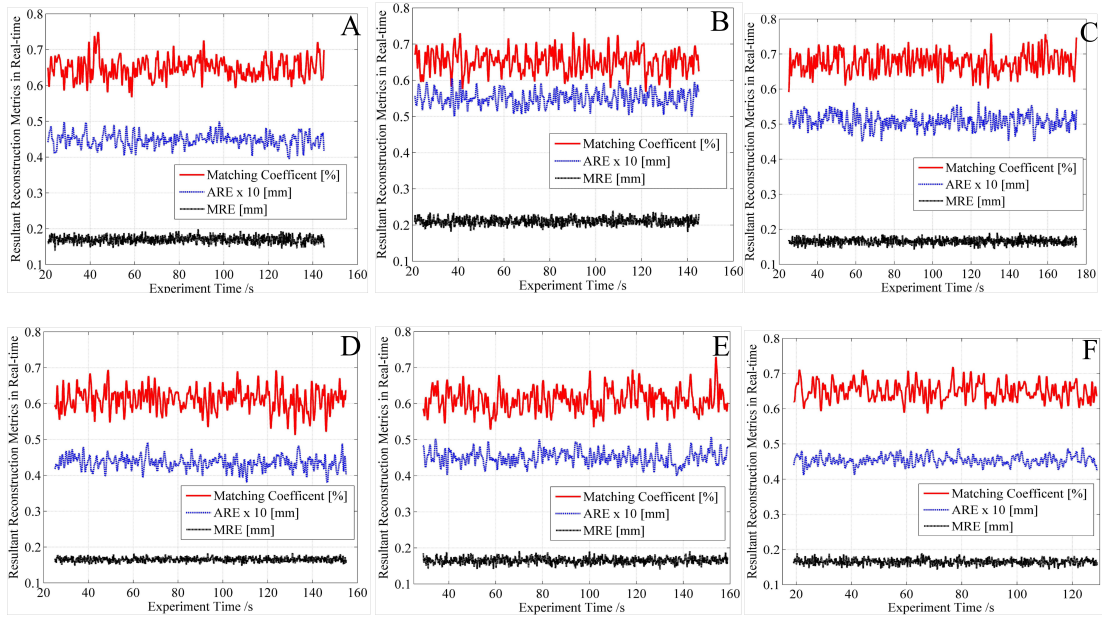 A
Resultant Reconstruction Metrics in Real-time
0.8
0.7
0.6
0.5
0.4
0.3
0.2
0.1
Matching Coefficent [%]
ARE x 10 [mm]
MRE [mm]
20 40 60 80 100 120 140 160
Experiment Time /s
B
Resultant Reconstruction Metrics in Real-time
0.8
0.7
0.6
0.5
0.4
0.3
0.2
0.1
Matching Coefficent [%]
ARE x 10 [mm]
MRE [mm]
20 40 60 80 100 120 140 160
Experiment Time /s
C
Resultant Reconstruction Metrics in Real-time
0.8
0.7
0.6
0.5
0.4
0.3
0.2
0.1
Matching Coefficent [%]
ARE x 10 [mm]
MRE [mm]
20 40 60 80 100 120 140 160 180
Experiment Time /s
D
Resultant Reconstruction Metrics in Real-time
0.8
0.7
0.6
0.5
0.4
0.3
0.2
0.1
Matching Coefficent [%]
ARE x 10 [mm]
MRE [mm]
20 40 60 80 100 120 140 160
Experiment Time /s
E
Resultant Reconstruction Metrics in Real-time
0.8
0.7
0.6
0.5
0.4
0.3
0.2
0.1
Matching Coefficent [%]
ARE x 10 [mm]
MRE [mm]
40 60 80 100 120 140
Experiment Time /s
F
Resultant Reconstruction Metrics in Real-time
0.8
0.7
0.6
0.5
0.4
0.3
0.2
0.1
Matching Coefficent [%]
ARE x 10 [mm]
MRE [mm]
20 40 60 80 100 120
Experiment Time /s